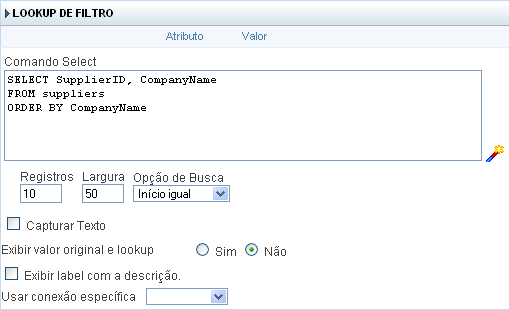 LOOKUP DE FILTRO
Atributo Valor
Comando Select
SELECT SupplierID, CompanyName
FROM suppliers
ORDER BY CompanyName
Registros Largura Opção de Busca
10 50 Início igual
Capturar Texto
Exibir valor original e lookup Sim Não
Exibir label com a descrição.
Usar conexão específica